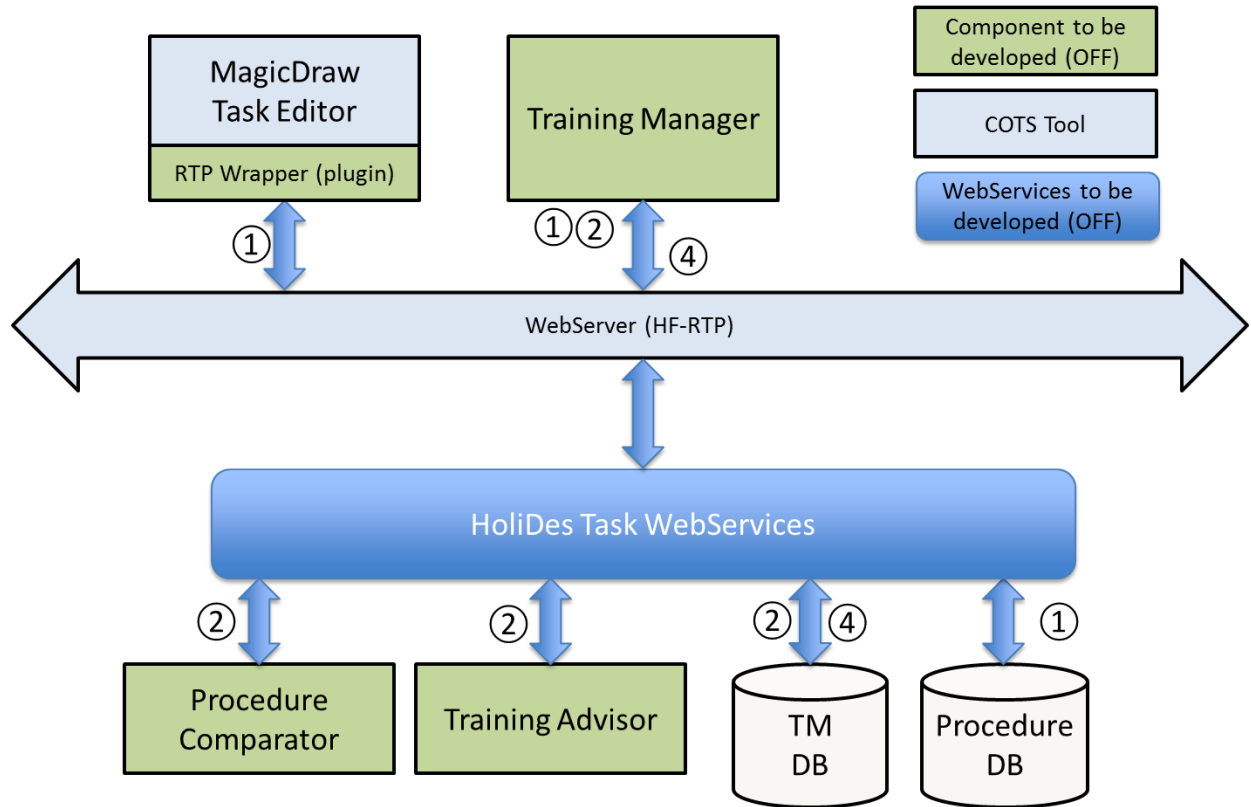 MagicDraw
Task Editor
RTP Wrapper (plugin)
Training Manager
Component to be
developed (OFF)
COTS Tool
WebServices to be
developed (OFF)
①
① ②
④
WebServer (HF-RTP)
HoliDes Task WebServices
②
②
② ④
①
Procedure
Comparator
Training Advisor
TM
DB
Procedure
DB